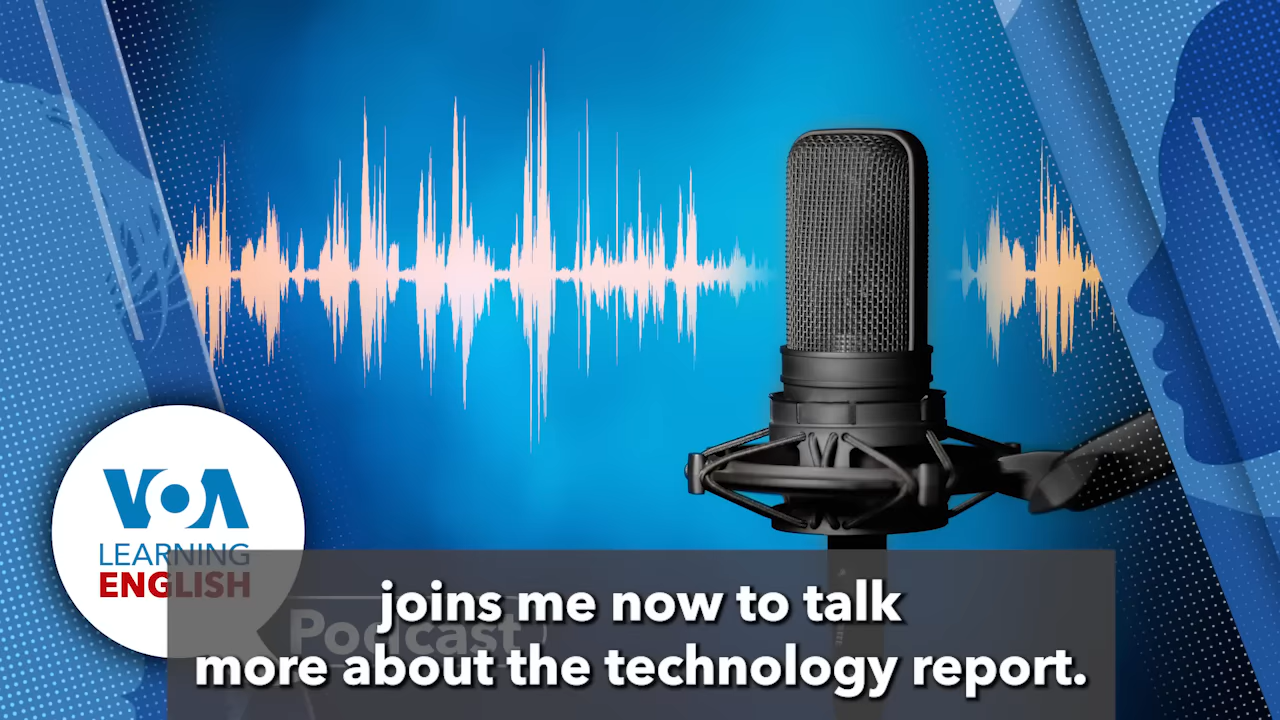 VOA
LEARNING
ENGLISH
Podcast
joins me now to talk
more about the technology report.